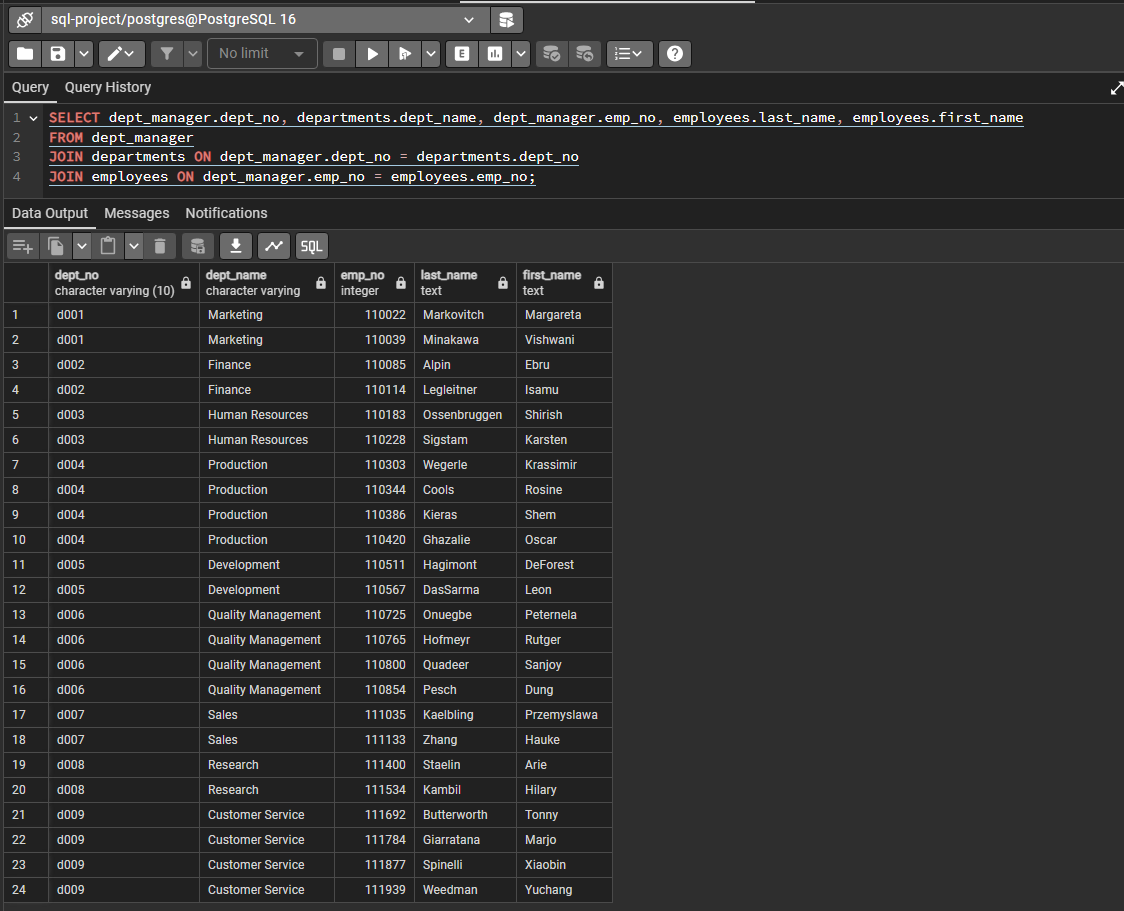 sql-project/postgres@PostgreSQL 16
No limit
E
Query Query History
1 SELECT dept_manager.dept_no, departments.dept_name, dept_manager.emp_no, employees.last_name, employees.first_name
2 FROM dept_manager
3 JOIN departments ON dept_manager.dept_no = departments.dept_no
4 JOIN employees ON dept_manager.emp_no = employees.emp_no;
Data Output Messages Notifications
SQL
dept_no dept_name emp_no last_name first_name
character varying (10) character varying integer text text
1 d001 Marketing 110022 Markovitch Margareta
2 d001 Marketing 110039 Minakawa Vishwani
3 d002 Finance 110085 Alpin Ebru
4 d002 Finance 110114 Legleitner Isamu
5 d003 Human Resources 110183 Ossenbruggen Shirish
6 d003 Human Resources 110228 Sigstam Karsten
7 d004 Production 110303 Wegerle Krassimir
8 d004 Production 110344 Cools Rosine
9 d004 Production 110386 Kieras Shem
10 d004 Production 110420 Ghazalie Oscar
11 d005 Development 110511 Hagimont DeForest
12 d005 Development 110567 DasSarma Leon
13 d006 Quality Management 110725 Onuegbe Peternela
14 d006 Quality Management 110765 Hofmeyr Rutger
15 d006 Quality Management 110800 Quadeer Sanjoy
16 d006 Quality Management 110854 Pesch Dung
17 d007 Sales 111035 Kaelbling Przemyslawa
18 d007 Sales 111133 Zhang Hauke
19 d008 Research 111400 Staelin Arie
20 d008 Research 111534 Kambil Hilary
21 d009 Customer Service 111692 Butterworth Tonny
22 d009 Customer Service 111784 Giarratana Marjo
23 d009 Customer Service 111877 Spinelli Xiaobin
24 d009 Customer Service 111939 Weedman Yuchang